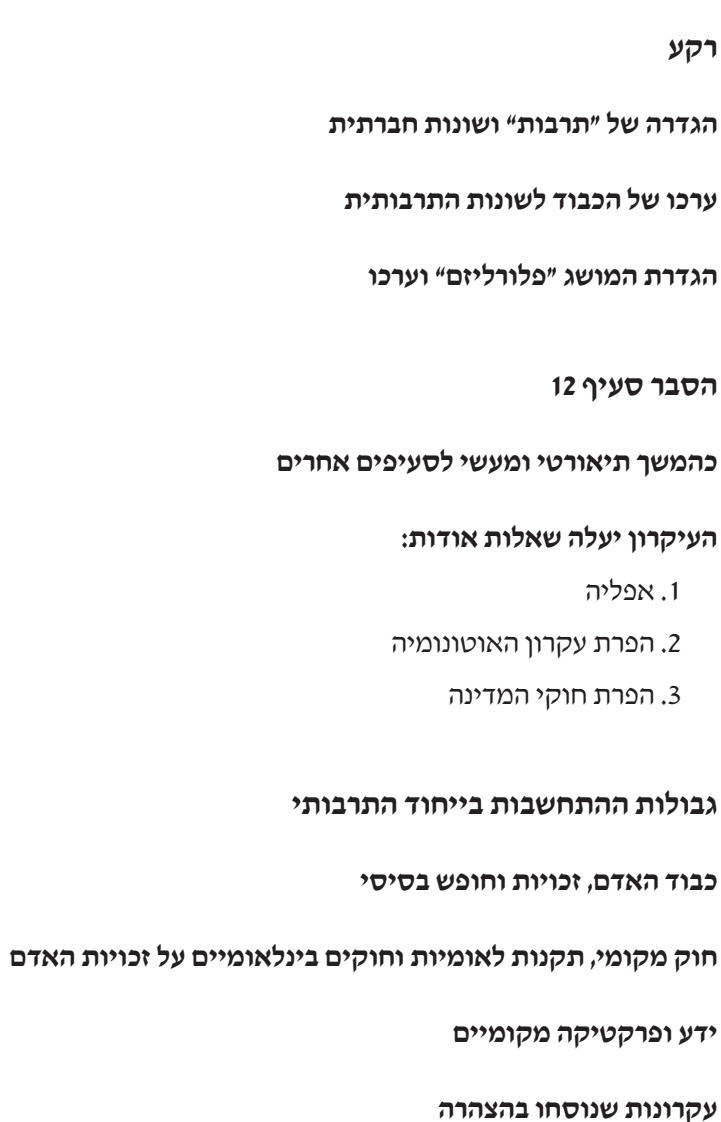 רקע
הגדרה של "תרבות" ושונות חברתית
ערכו של הכבוד לשונות התרבותית
הגדרת המושג "פלורליזם" וערכו
הסבר סעיף 12
כהמשך תיאורטי ומעשי לסעיפים אחרים
העיקרון יעלה שאלות אודות:
1. אפליה
2. הפרת עקרון האוטונומיה
3. הפרת חוקי המדינה
גבולות ההתחשבות בייחוד התרבותי
כבוד האדם, זכויות וחופש בסיסי
חוק מקומי, תקנות לאומיות וחוקים בינלאומיים על זכויות האדם
ידע ופרקטיקה מקומיים
עקרונות שנוסחו בהצהרה